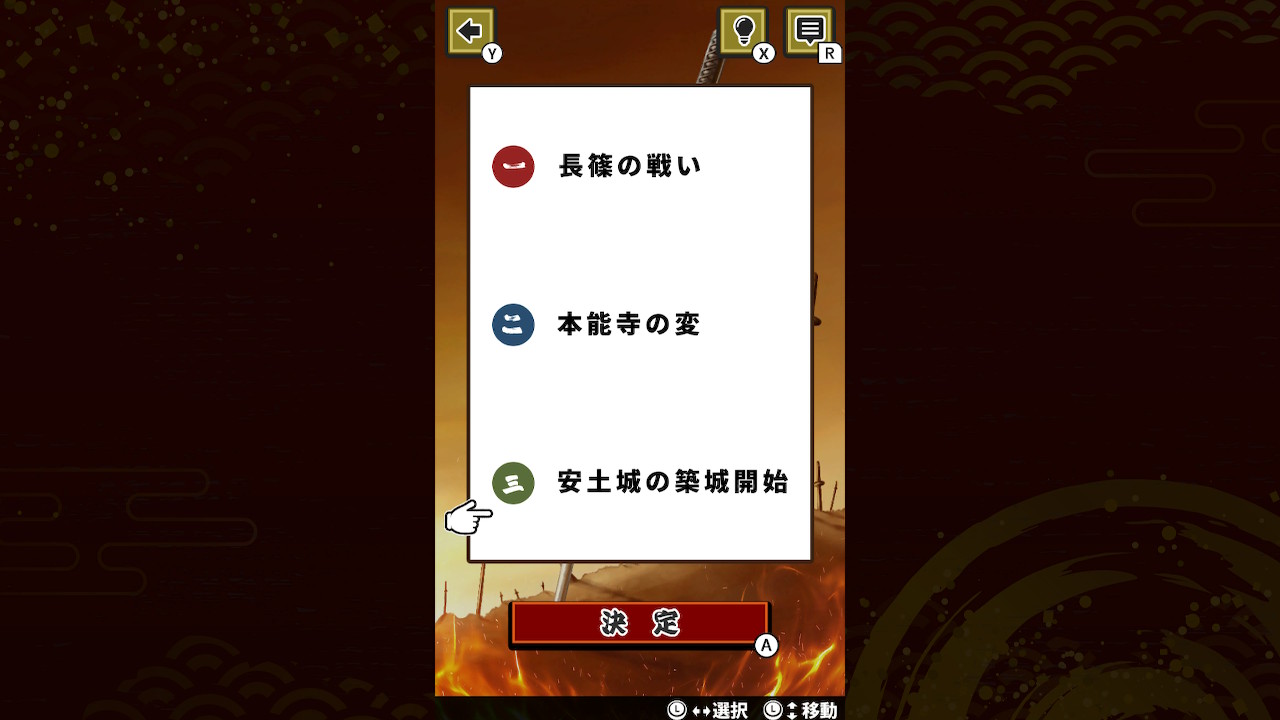 Y
X
R
一 長篠の戦い
二 本能寺の変
三 安土城の築城開始
決定
A
L ↔選択 L ↕移動